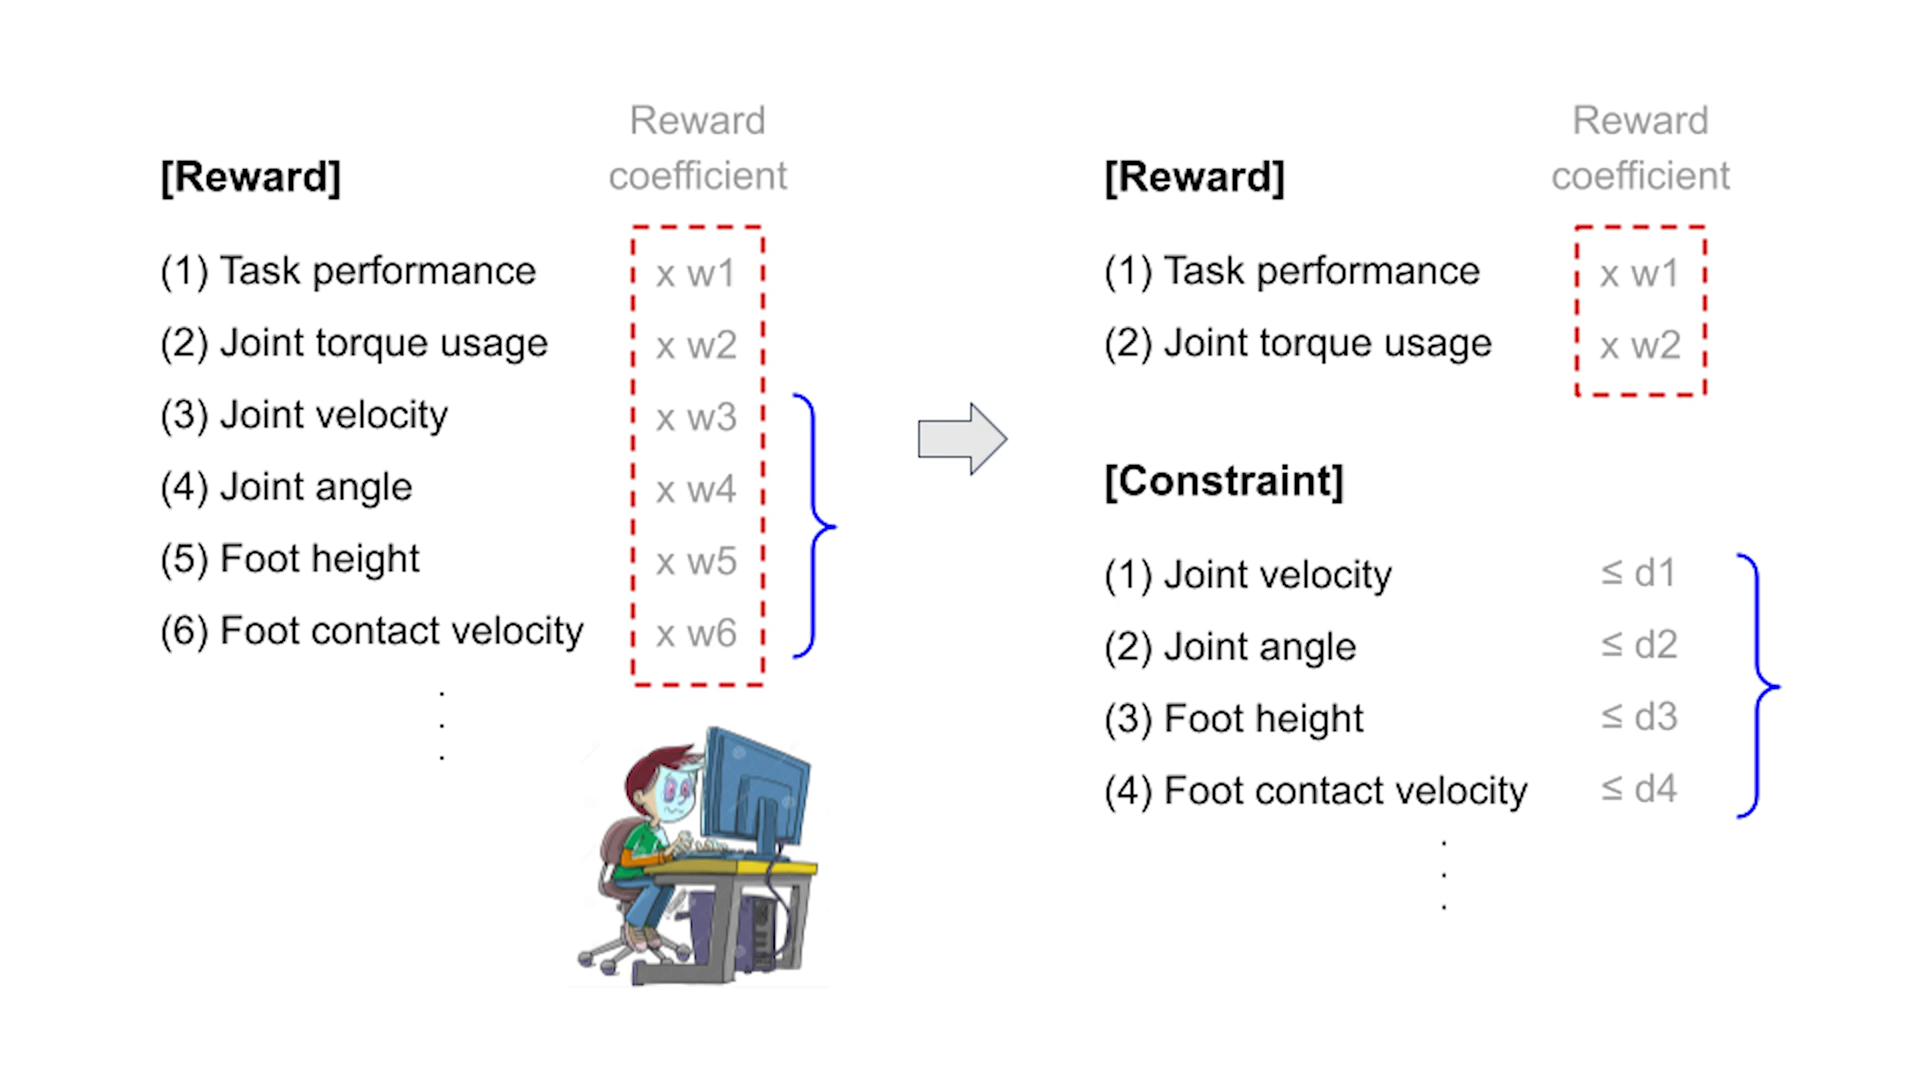 Reward
coefficient
[Reward]
(1) Task performance x w1
(2) Joint torque usage x w2
(3) Joint velocity x w3
(4) Joint angle x w4
(5) Foot height x w5
(6) Foot contact velocity x w6
.
.
.
Reward
coefficient
[Reward]
(1) Task performance x w1
(2) Joint torque usage x w2
[Constraint]
(1) Joint velocity ≤ d1
(2) Joint angle ≤ d2
(3) Foot height ≤ d3
(4) Foot contact velocity ≤ d4
.
.
.